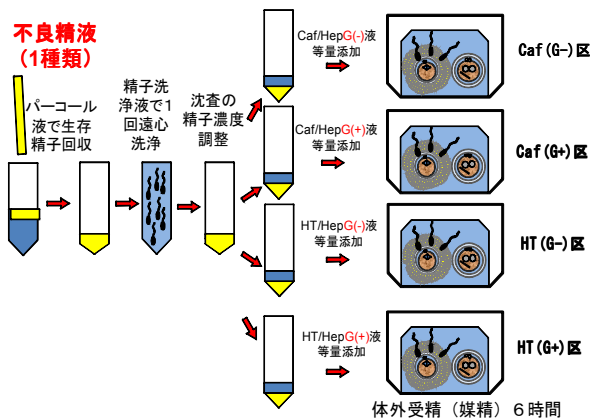 不良精液
(1種類)
パーコール
液で生存
精子回収
精子洗
浄液で1
回遠心
洗浄
沈査の
精子濃度
調整
Caf/HepG(-)液
等量添加
Caf(G-)区
Caf/HepG(+)液
等量添加
Caf(G+)区
HT/HepG(-)液
等量添加
HT(G-)区
HT/HepG(+)液
等量添加
HT(G+)区
体外受精（媒精）６時間